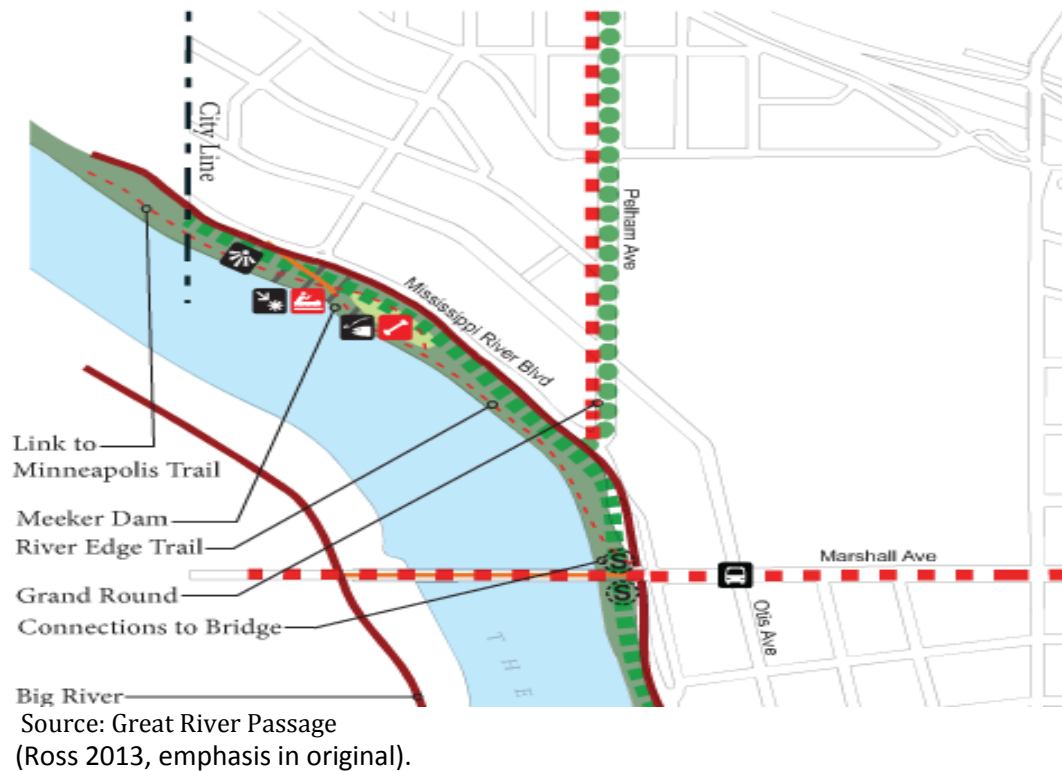 City Line
Pelham Ave
Mississippi River Blvd
Link to
Minneapolis Trail
Meeker Dam
River Edge Trail
Marshall Ave
Grand Round
Connections to Bridge
S
S
Otis Ave
THE
Big River
Source: Great River Passage
(Ross 2013, emphasis in original).